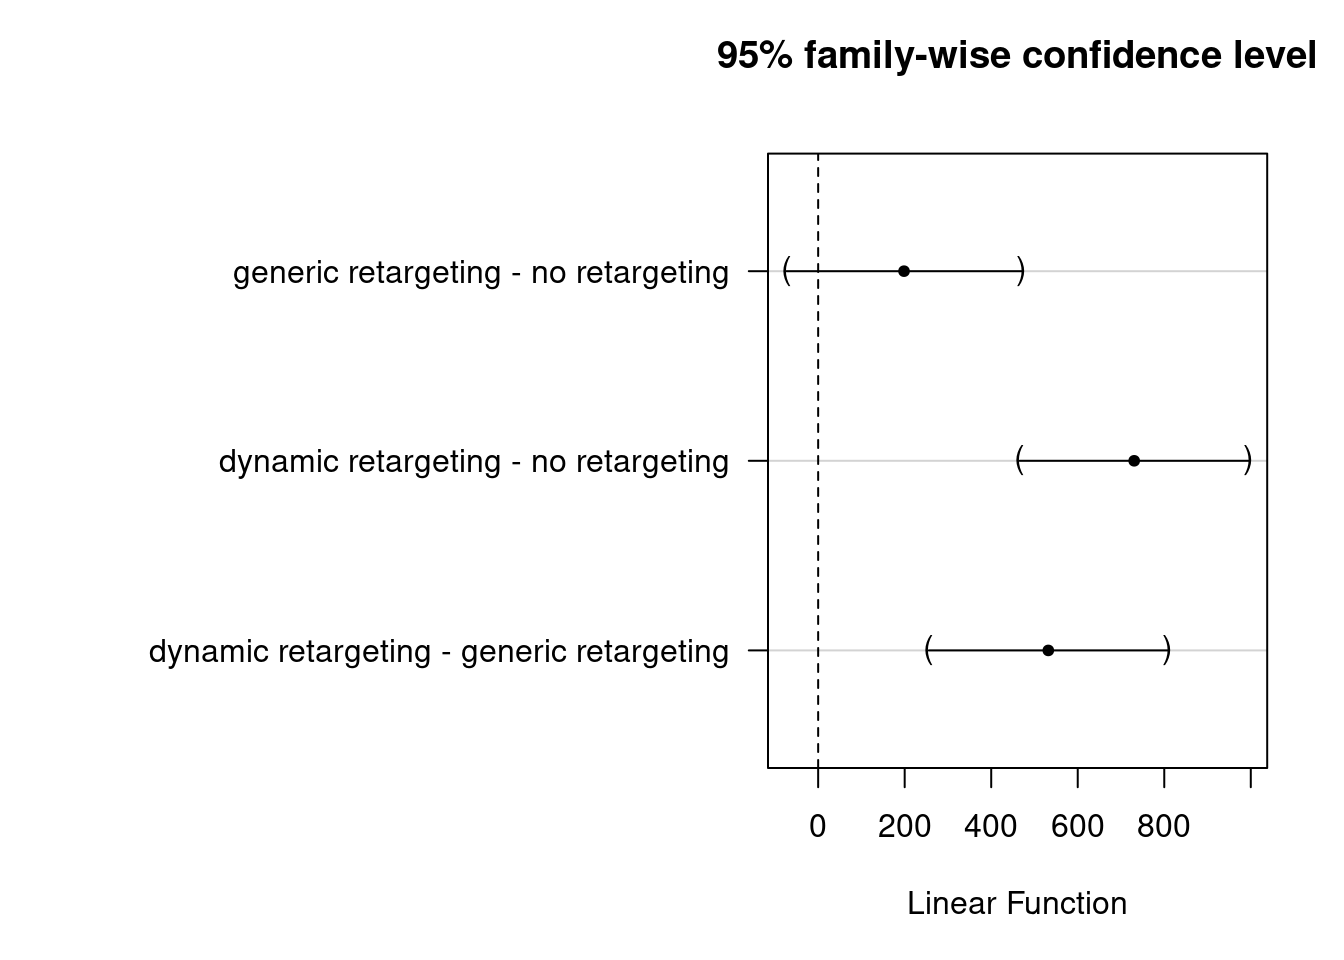 95% family-wise confidence level
generic retargeting - no retargeting
dynamic retargeting - no retargeting
dynamic retargeting - generic retargeting
0 200 400 600 800
Linear Function